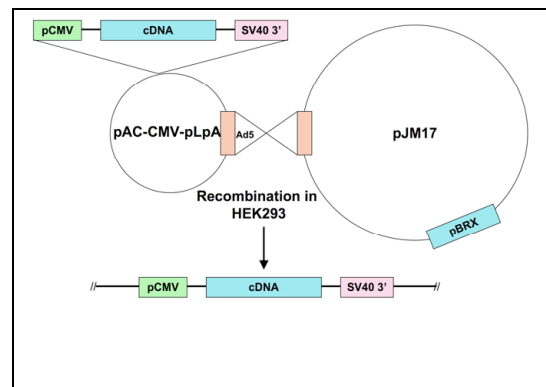 pCMV cDNA SV40 3'
pAC-CMV-pLpA Ad5 pJM17
Recombination in
HEK293
pBRX
// pCMV cDNA SV40 3' //